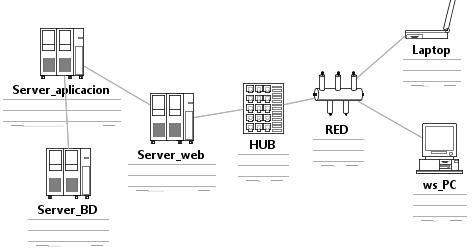 Laptop
Server_aplicacion
RED
HUB
Server_web
ws_PC
Server_BD